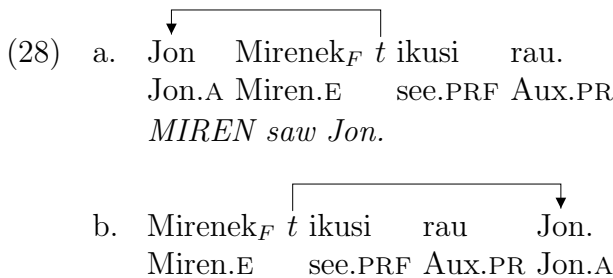 (28) a. Jon Mirenek_F t ikusi rau.
Jon.A Miren.E see.PRF Aux.PR
MIREN saw Jon.
b. Mirenek_F t ikusi rau Jon.
Miren.E see.PRF Aux.PR Jon.A